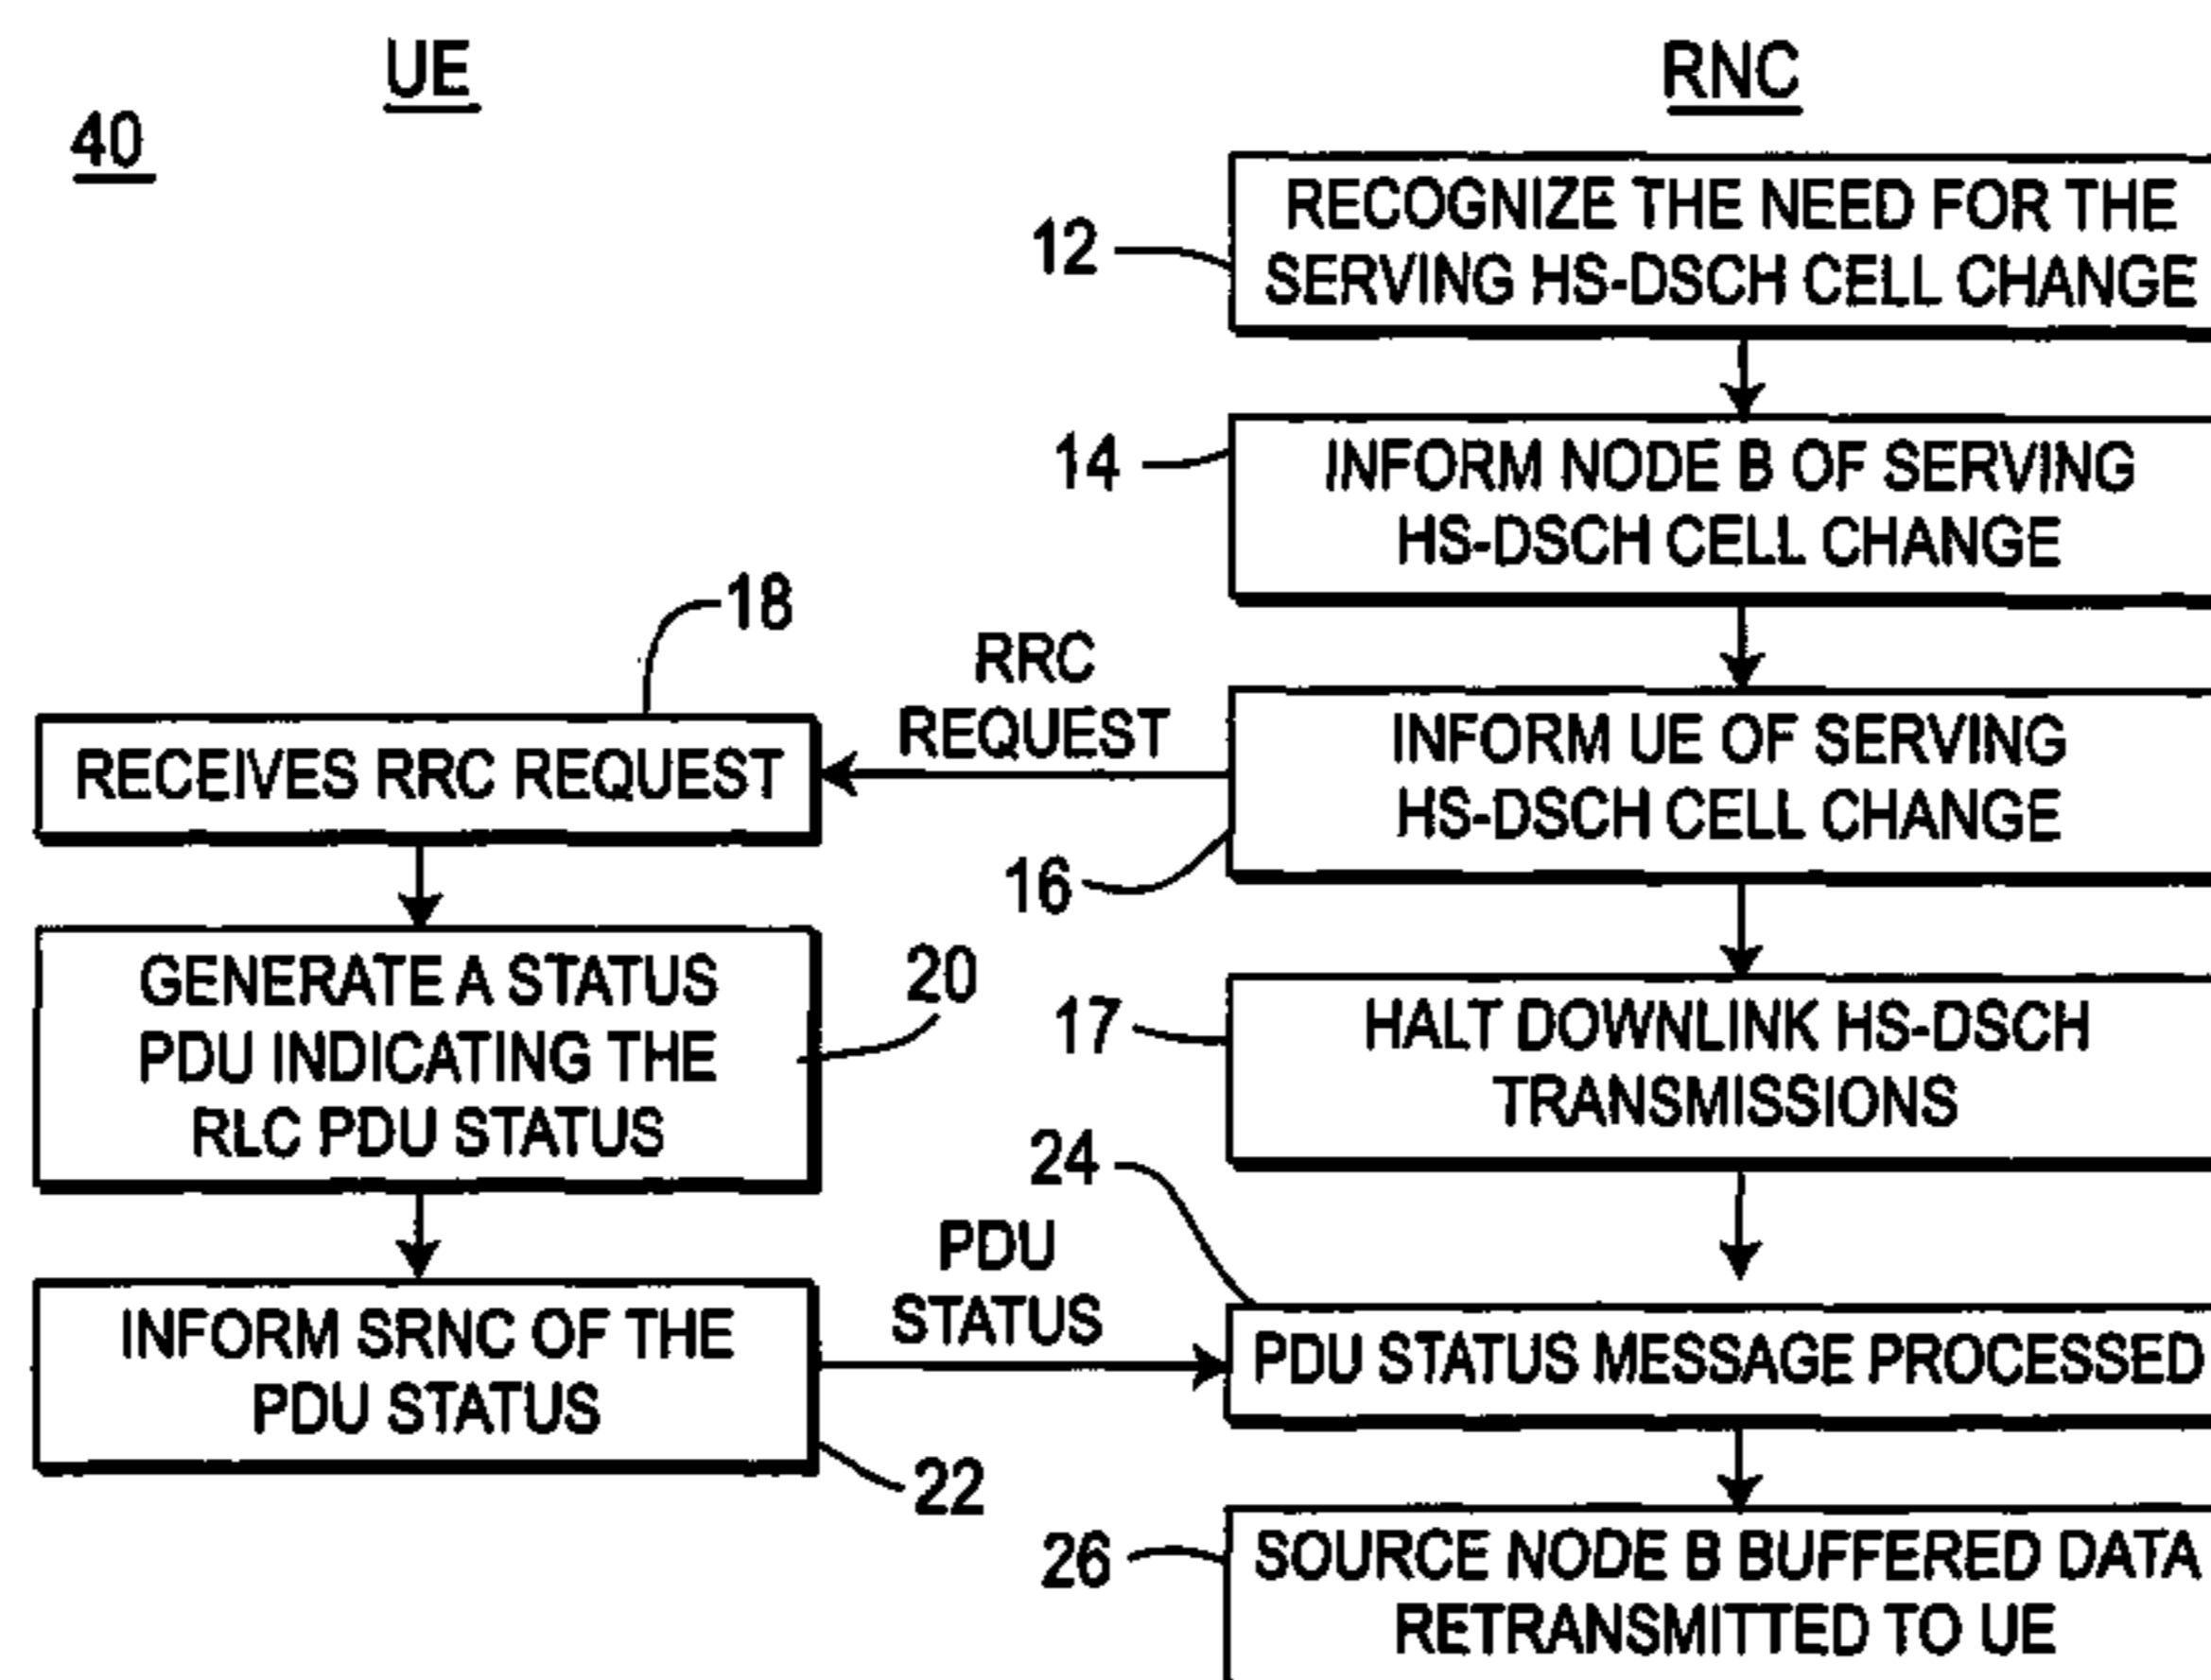 UE
RNC
40
12
RECOGNIZE THE NEED FOR THE
SERVING HS-DSCH CELL CHANGE
14
INFORM NODE B OF SERVING
HS-DSCH CELL CHANGE
18
RRC
REQUEST
RECEIVES RRC REQUEST
INFORM UE OF SERVING
HS-DSCH CELL CHANGE
16
GENERATE A STATUS
PDU INDICATING THE
RLC PDU STATUS
20
17
HALT DOWNLINK HS-DSCH
TRANSMISSIONS
24
PDU
STATUS
INFORM SRNC OF THE
PDU STATUS
22
PDU STATUS MESSAGE PROCESSED
26
SOURCE NODE B BUFFERED DATA
RETRANSMITTED TO UE